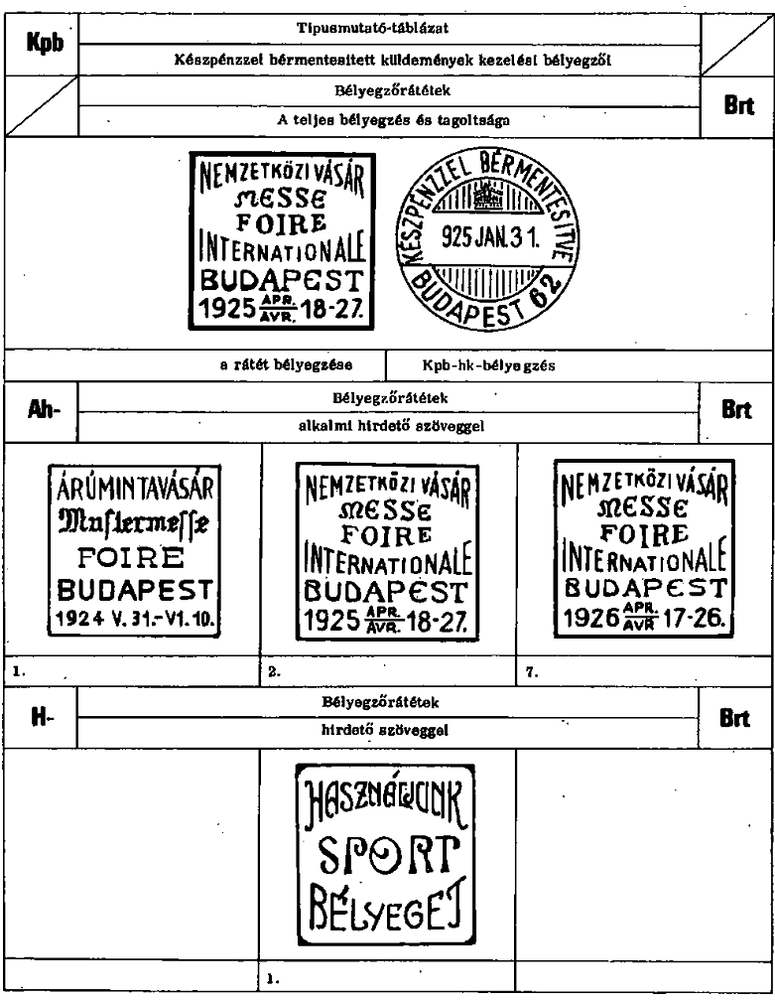 Kpb
Tipusmutató-táblázat
Készpénzzel bérmentesitett küldemények kezelési bélyegzői
Bélyegzőrátétek
A teljes bélyegzés és tagoltsága
Brt
NEMZETKÖZI VÁSÁR
MESSE
FOIRE
INTERNATIONALE
BUDAPEST
1925 APR. AVR. 18-27.
KÉSZPÉNZZEL BÉRMENTESITVE
925 JAN. 31.
BUDAPEST 62
a rátét bélyegzése
Kpb-hk-bélyegzés
Ah-
Bélyegzőrátétek
alkalmi hirdető szöveggel
Brt
ÁRÚMINTAVÁSÁR
Mustermesse
FOIRE
BUDAPEST
1924 V. 31.-VI. 10.
NEMZETKÖZI VÁSÁR
MESSE
FOIRE
INTERNATIONALE
BUDAPEST
1925 APR. AVR. 18-27.
NEMZETKÖZI VÁSÁR
MESSE
FOIRE
INTERNATIONALE
BUDAPEST
1926 APR. AVR 17-26.
1.
2.
7.
H-
Bélyegzőrátétek
hirdető szöveggel
Brt
HASZNÁLJUNK
SPORT
BÉLYEGET
1.